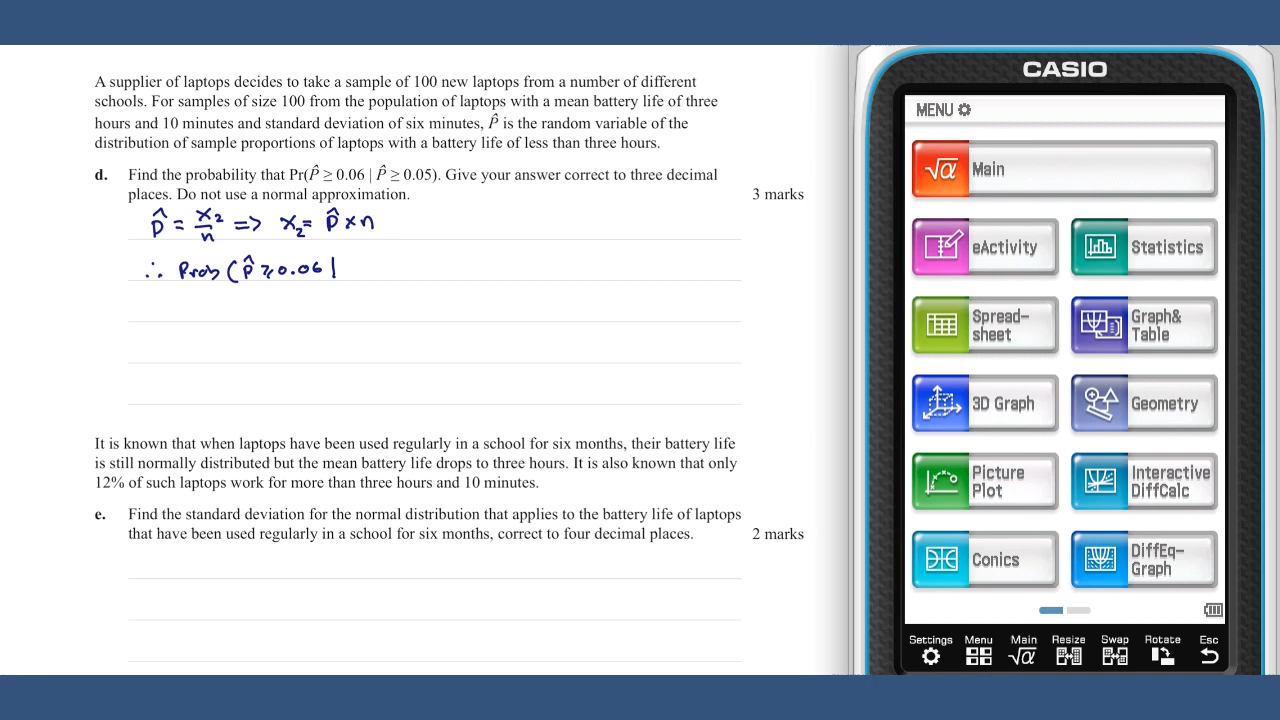 A supplier of laptops decides to take a sample of 100 new laptops from a number of different
schools. For samples of size 100 from the population of laptops with a mean battery life of three
hours and 10 minutes and standard deviation of six minutes, P̂ is the random variable of the
distribution of sample proportions of laptops with a battery life of less than three hours.
d. Find the probability that Pr(P̂ ≥ 0.06 | P̂ ≥ 0.05). Give your answer correct to three decimal
places. Do not use a normal approximation. 3 marks
p̂ = x₂/n => x₂ = p̂ × n
∴ Prob (p̂ ≥ 0.06 |
It is known that when laptops have been used regularly in a school for six months, their battery life
is still normally distributed but the mean battery life drops to three hours. It is also known that only
12% of such laptops work for more than three hours and 10 minutes.
e. Find the standard deviation for the normal distribution that applies to the battery life of laptops
that have been used regularly in a school for six months, correct to four decimal places. 2 marks
CASIO
MENU
√α Main
eActivity
Statistics
Spread-
sheet
Graph&
Table
3D Graph
Geometry
Picture
Plot
Interactive
DiffCalc
Conics
DiffEq-
Graph
Settings Menu Main Resize Swap Rotate Esc
√α